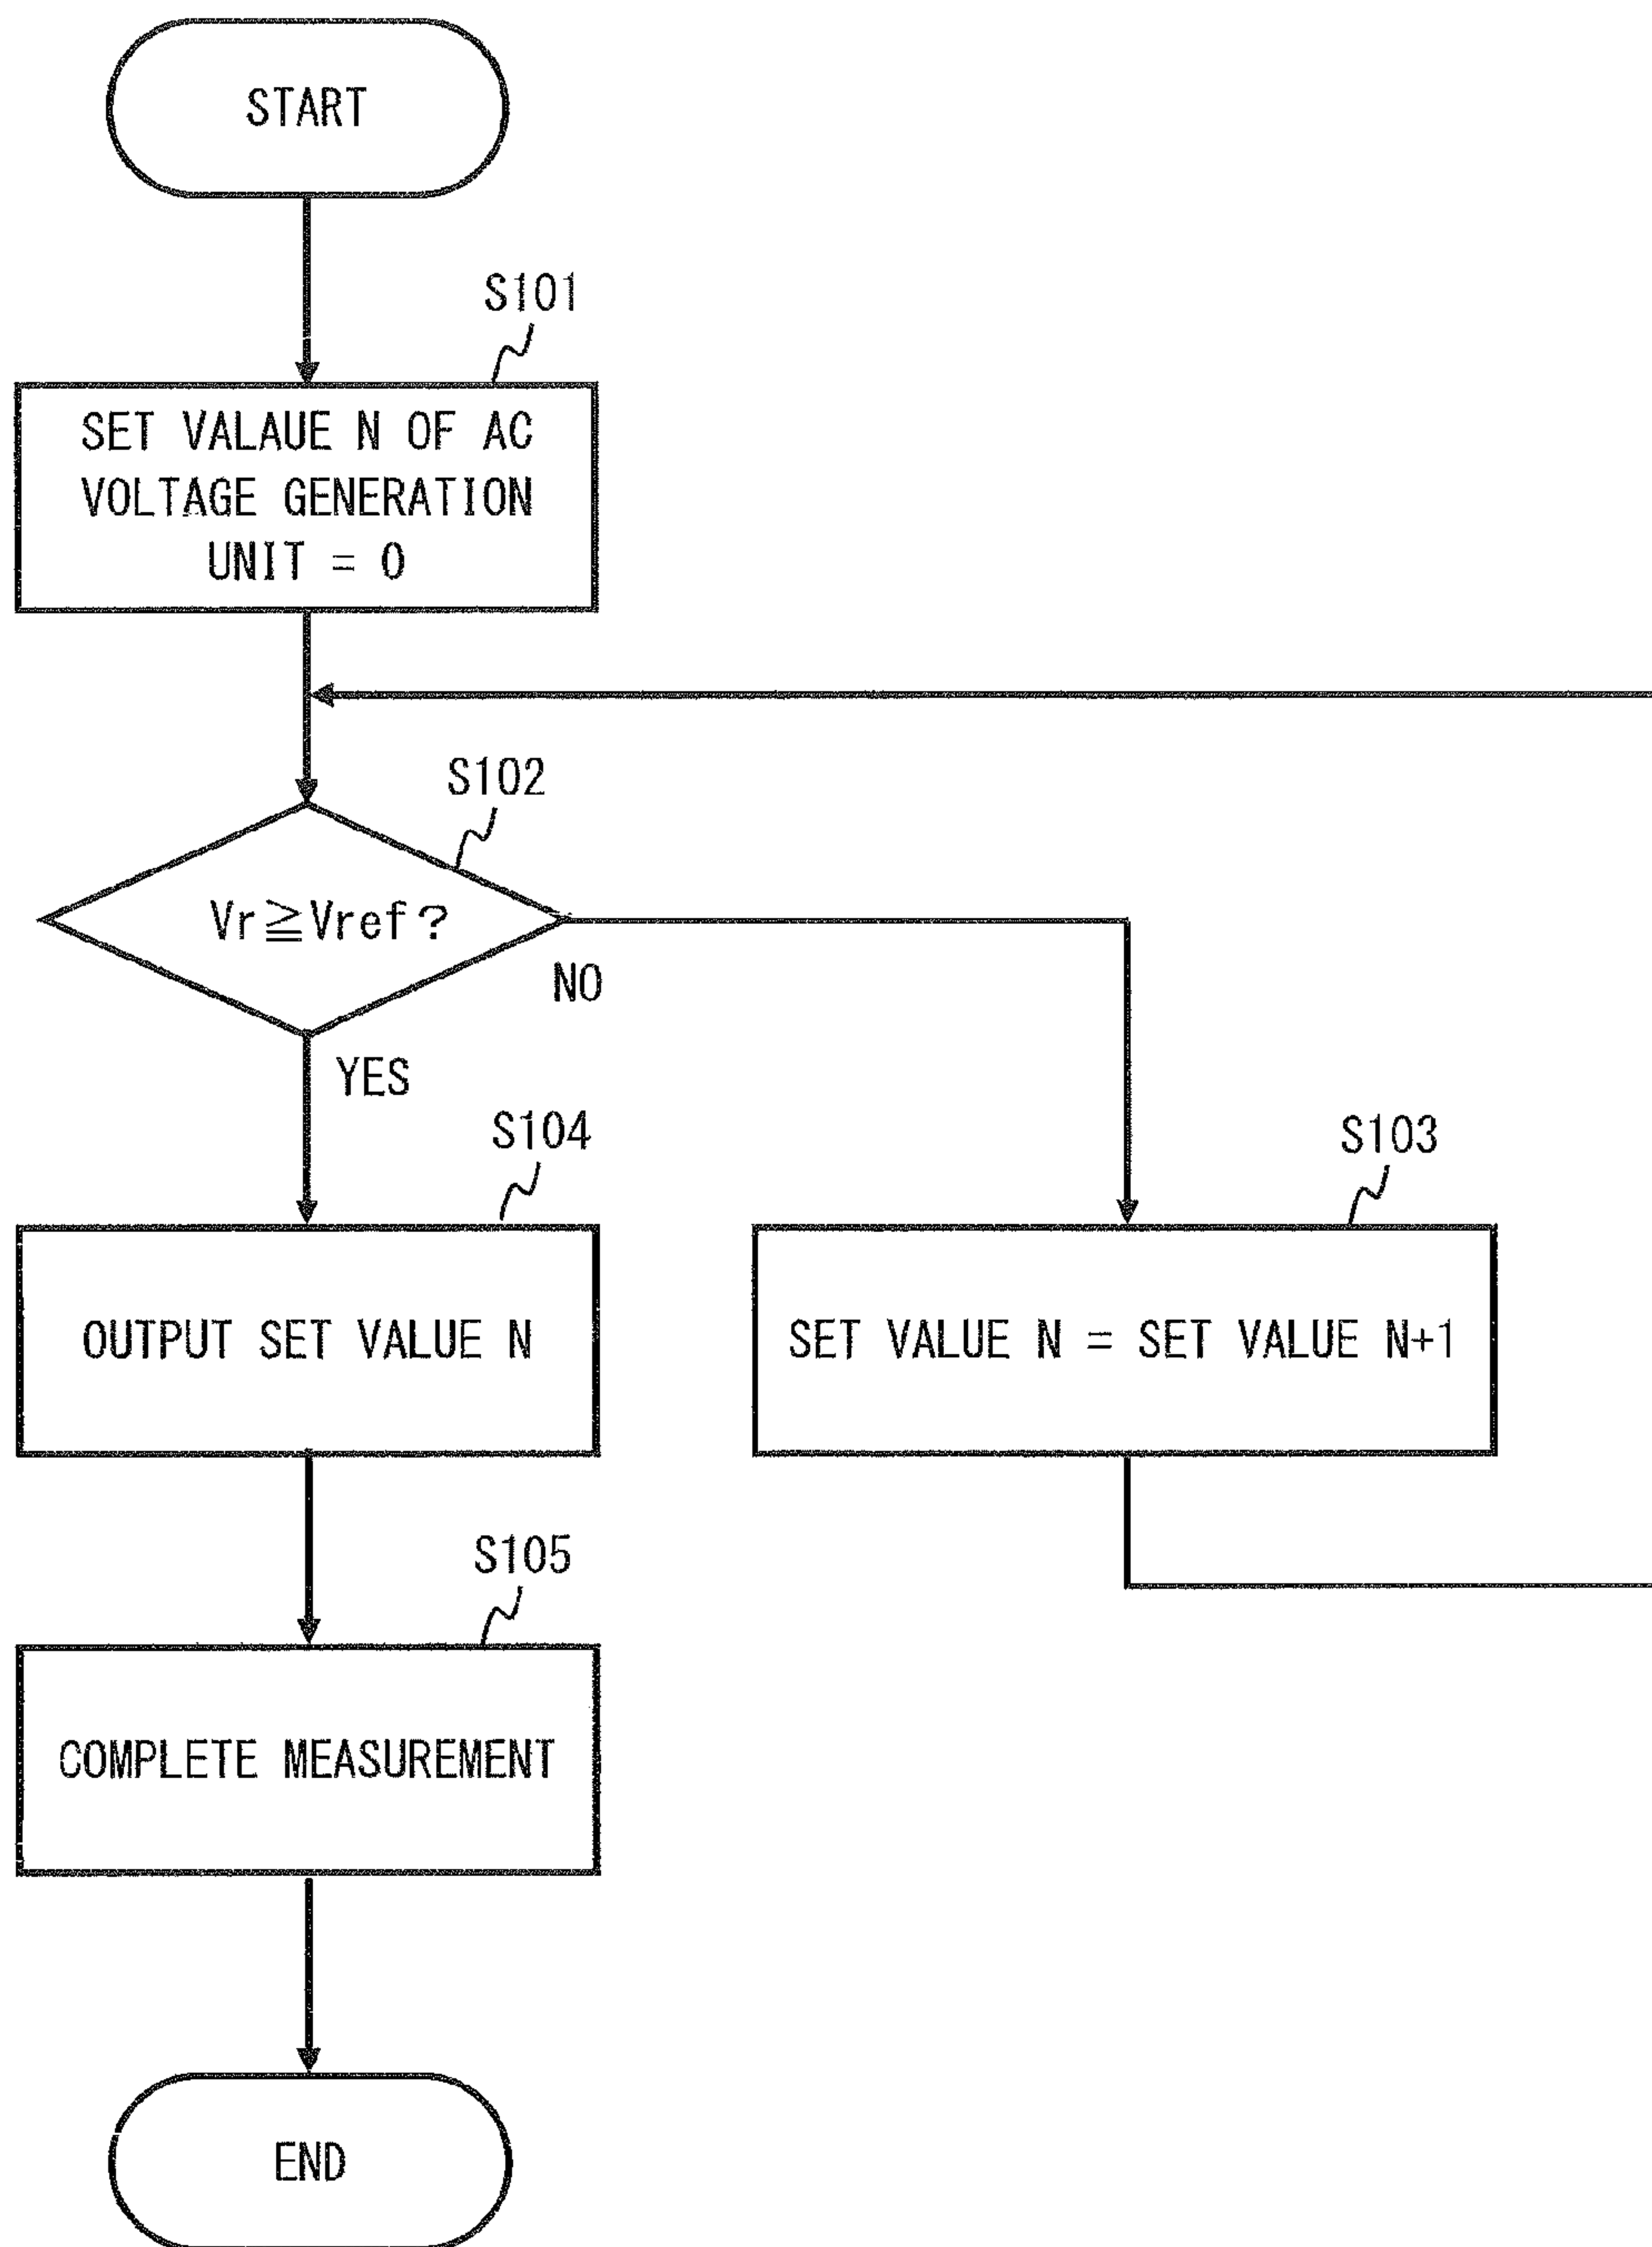 START
S101
SET VALAUE N OF AC
VOLTAGE GENERATION
UNIT = 0
S102
Vr≧Vref?
NO
YES
S104
OUTPUT SET VALUE N
S103
SET VALUE N = SET VALUE N+1
S105
COMPLETE MEASUREMENT
END